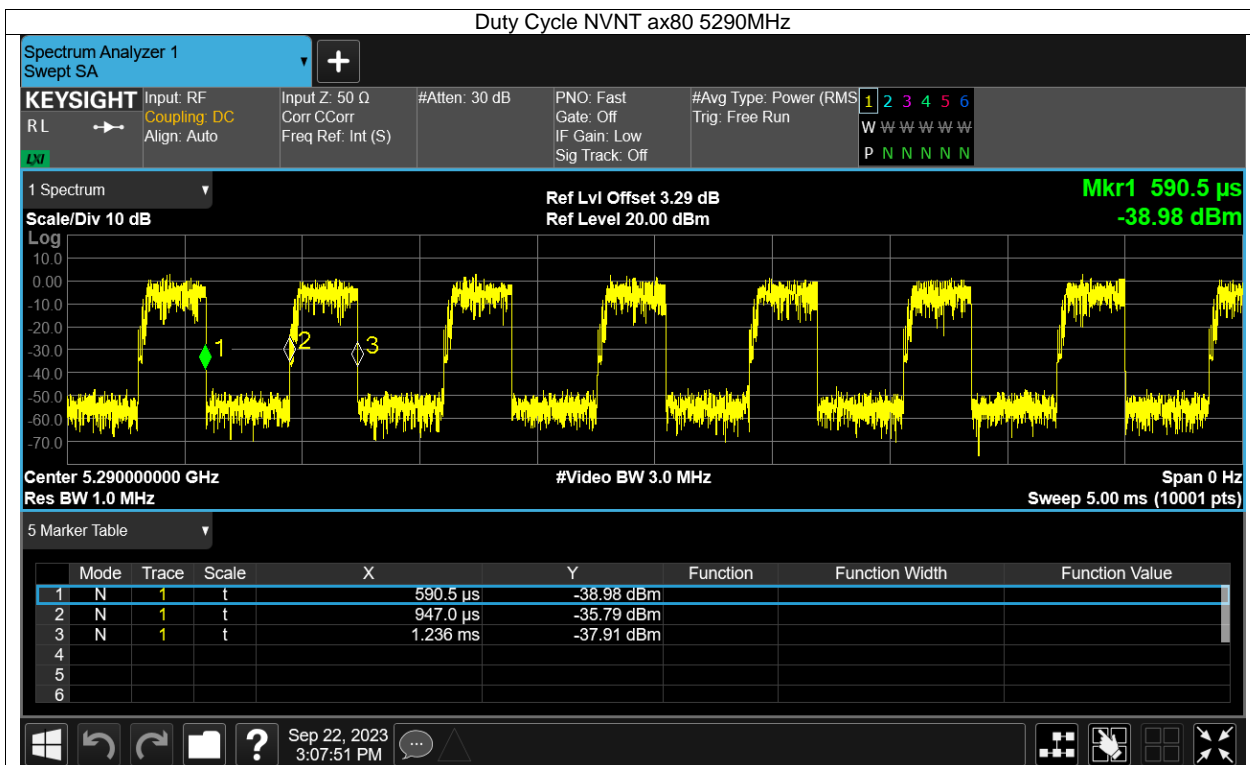 Duty Cycle NVNT ax80 5290MHz
Spectrum Analyzer 1
Swept SA
KEYSIGHT Input: RF Input Z: 50 Ω #Atten: 30 dB PNO: Fast #Avg Type: Power (RMS 1 2 3 4 5 6
RL Coupling: DC Corr CCorr Gate: Off Trig: Free Run W W W W W W
Align: Auto Freq Ref: Int (S) IF Gain: Low
LXI Sig Track: Off P N N N N N
1 Spectrum Ref Lvl Offset 3.29 dB Mkr1 590.5 µs
Scale/Div 10 dB Ref Level 20.00 dBm -38.98 dBm
Log
10.0
0.00
-10.0
-20.0
-30.0 1 2 3
-40.0
-50.0
-60.0
-70.0
Center 5.290000000 GHz #Video BW 3.0 MHz Span 0 Hz
Res BW 1.0 MHz Sweep 5.00 ms (10001 pts)
5 Marker Table
Mode Trace Scale X Y Function Function Width Function Value
1 N 1 t 590.5 µs -38.98 dBm
2 N 1 t 947.0 µs -35.79 dBm
3 N 1 t 1.236 ms -37.91 dBm
4
5
6
? Sep 22, 2023
3:07:51 PM